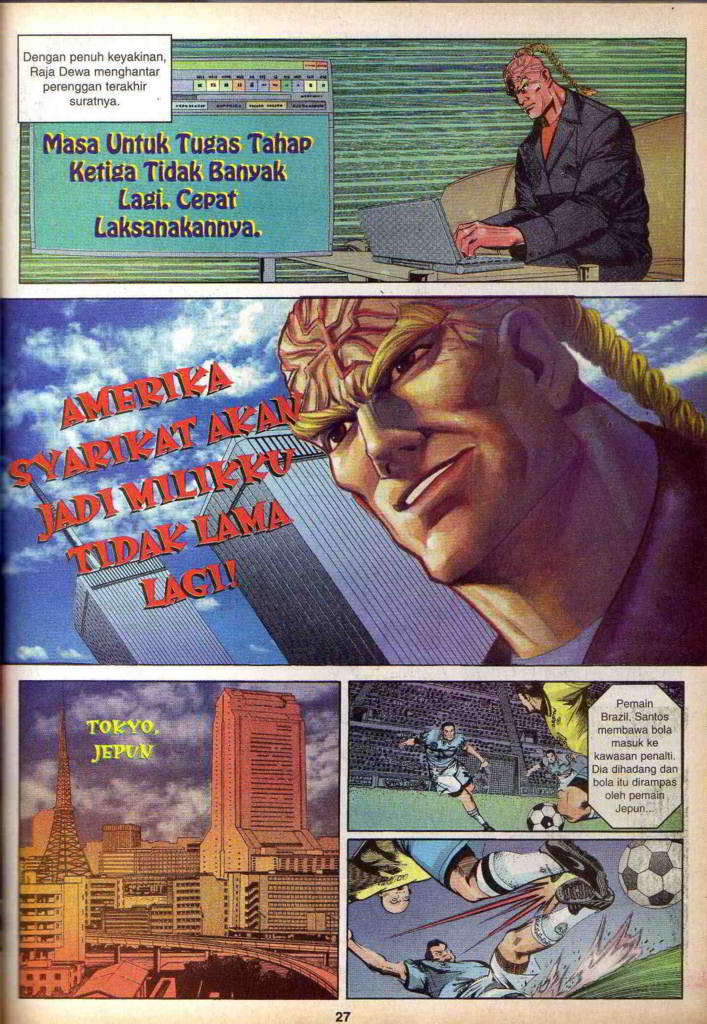 Dengan penuh keyakinan,
Raja Dewa menghantar
perenggan terakhir
suratnya.
Masa Untuk Tugas Tahap
Ketiga Tidak Banyak
Lagi. Cepat
Laksanakannya.
AMERIKA
SYARIKAT AKAN
JADI MILIKKU
TIDAK LAMA
LAGI!
TOKYO,
JEPUN
Pemain
Brazil, Santos
membawa bola
masuk ke
kawasan penalti.
Dia dihadang dan
bola itu dirampas
oleh pemain
Jepun...
27